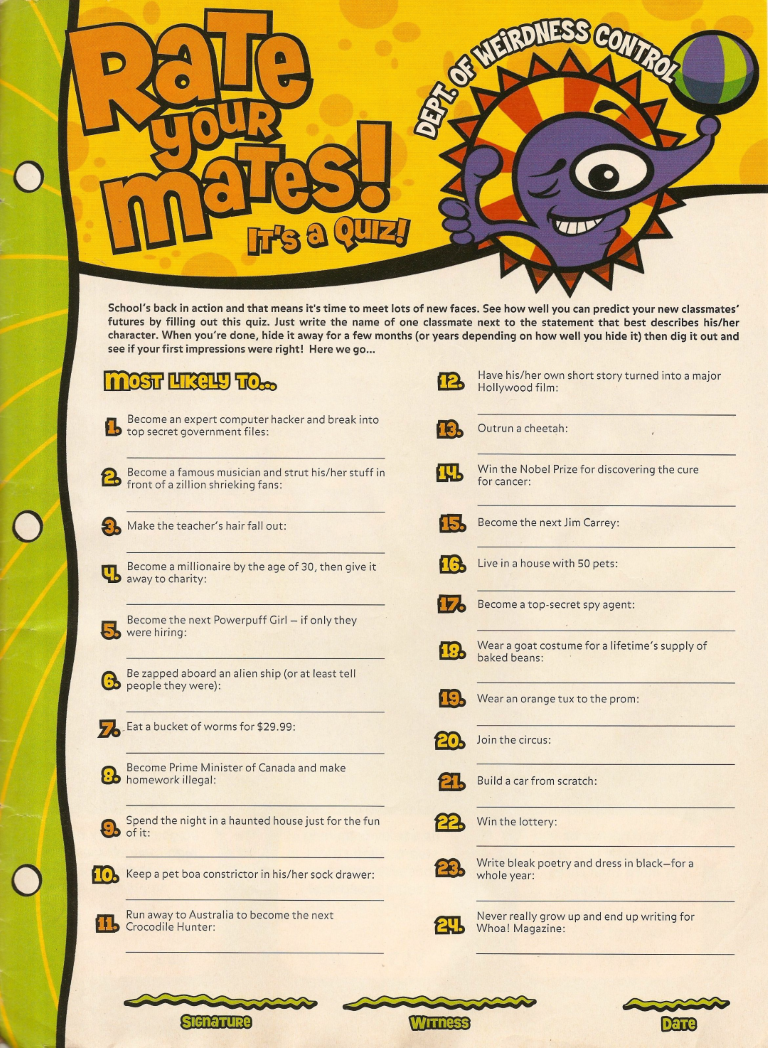 Rate
your
mates!
It's a Quiz!
DEPT. OF WEIRDNESS CONTROL
School's back in action and that means it's time to meet lots of new faces. See how well you can predict your new classmates'
futures by filling out this quiz. Just write the name of one classmate next to the statement that best describes his/her
character. When you're done, hide it away for a few months (or years depending on how well you hide it) then dig it out and
see if your first impressions were right! Here we go...
Most Likely to...
1. Become an expert computer hacker and break into
top secret government files:
2. Become a famous musician and strut his/her stuff in
front of a zillion shrieking fans:
3. Make the teacher's hair fall out:
4. Become a millionaire by the age of 30, then give it
away to charity:
5. Become the next Powerpuff Girl – if only they
were hiring:
6. Be zapped aboard an alien ship (or at least tell
people they were):
7. Eat a bucket of worms for $29.99:
8. Become Prime Minister of Canada and make
homework illegal:
9. Spend the night in a haunted house just for the fun
of it:
10. Keep a pet boa constrictor in his/her sock drawer:
11. Run away to Australia to become the next
Crocodile Hunter:
12. Have his/her own short story turned into a major
Hollywood film:
13. Outrun a cheetah:
14. Win the Nobel Prize for discovering the cure
for cancer:
15. Become the next Jim Carrey:
16. Live in a house with 50 pets:
17. Become a top-secret spy agent:
18. Wear a goat costume for a lifetime's supply of
baked beans:
19. Wear an orange tux to the prom:
20. Join the circus:
21. Build a car from scratch:
22. Win the lottery:
23. Write bleak poetry and dress in black—for a
whole year:
24. Never really grow up and end up writing for
Whoa! Magazine:
Signature Witness Date